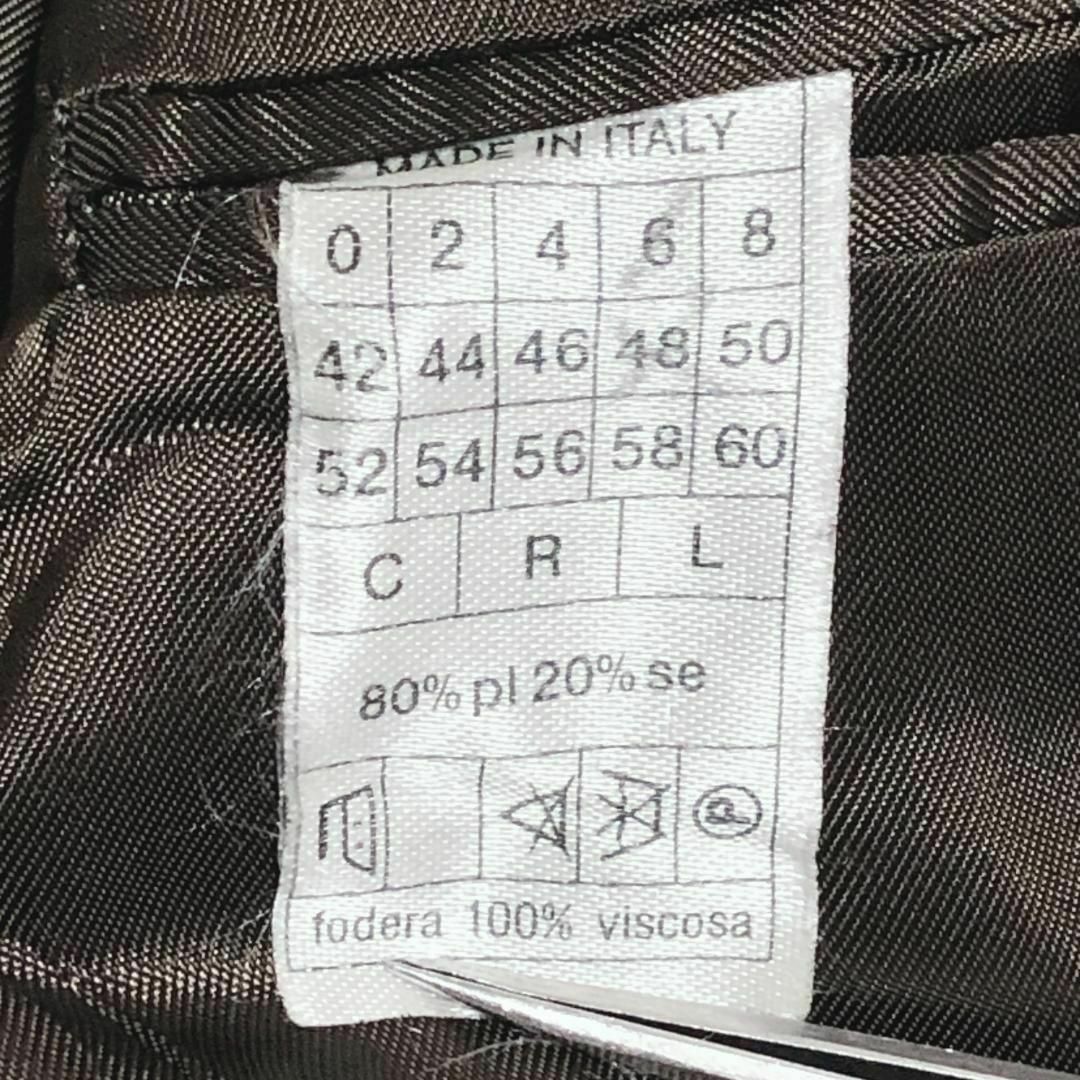 MADE IN ITALY
0 2 4 6 8
42 44 46 48 50
52 54 56 58 60
C R L
80% pl 20% se
P
fodera 100% viscosa